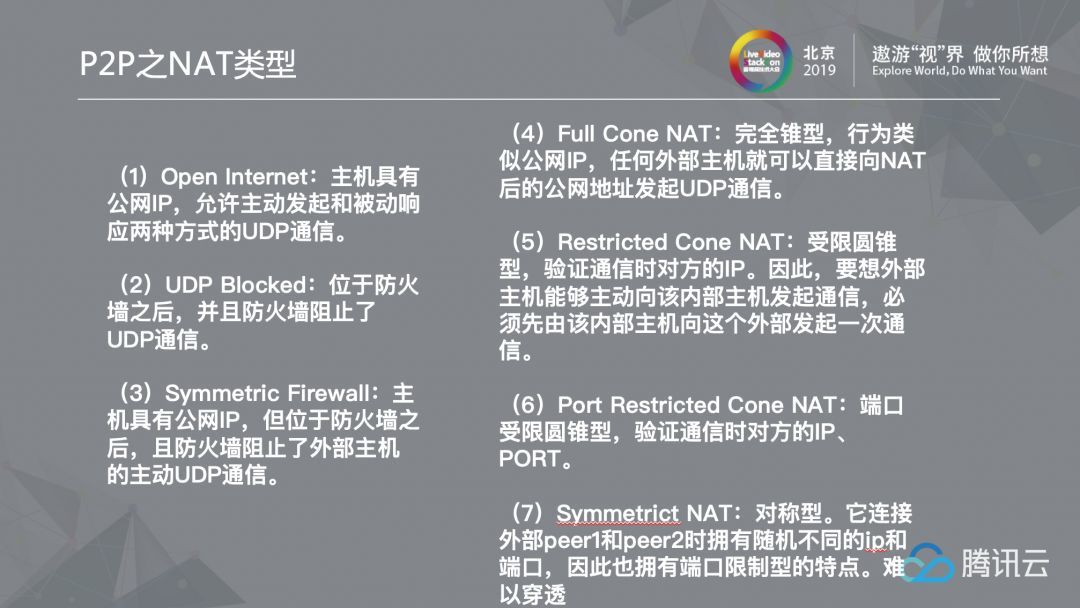 P2P之NAT类型
Live Video
Stack Con
音视频技术大会
北京
2019
遨游“视”界 做你所想
Explore World, Do What You Want
（1）Open Internet：主机具有
公网IP，允许主动发起和被动响
应两种方式的UDP通信。
（2）UDP Blocked：位于防火
墙之后，并且防火墙阻止了
UDP通信。
（3）Symmetric Firewall：主
机具有公网IP，但位于防火墙之
后，且防火墙阻止了外部主机
的主动UDP通信。
（4）Full Cone NAT：完全锥型，行为类
似公网IP，任何外部主机就可以直接向NAT
后的公网地址发起UDP通信。
（5）Restricted Cone NAT：受限圆锥
型，验证通信时对方的IP。因此，要想外部
主机能够主动向该内部主机发起通信，必
须先由该内部主机向这个外部发起一次通
信。
（6）Port Restricted Cone NAT：端口
受限圆锥型，验证通信时对方的IP、
PORT。
（7）Symmetrict NAT：对称型。它连接
外部peer1和peer2时拥有随机不同的ip和
端口，因此也拥有端口限制型的特点。难
以穿透
腾讯云